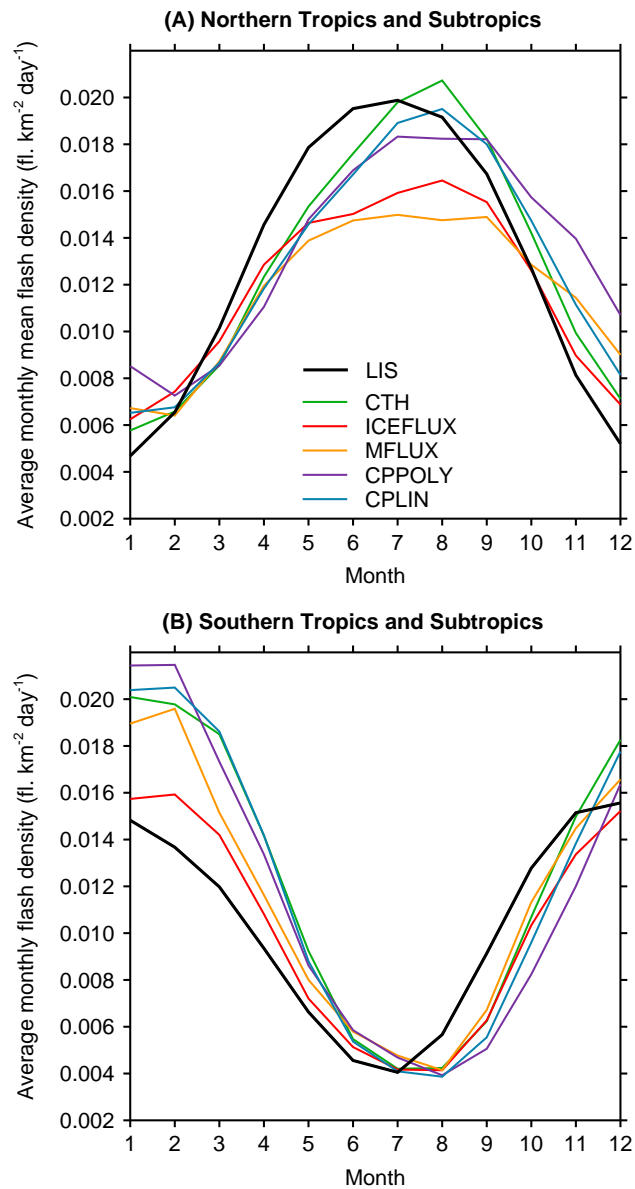 (A) Northern Tropics and Subtropics
Average monthly mean flash density (fl. km-2 day-1)
0.020
0.018
0.016
0.014
0.012
0.010
0.008
0.006
0.004
0.002
LIS
CTH
ICEFLUX
MFLUX
CPPOLY
CPLIN
1 2 3 4 5 6 7 8 9 10 11 12
Month
(B) Southern Tropics and Subtropics
Average monthly flash density (fl. km-2 day-1)
0.020
0.018
0.016
0.014
0.012
0.010
0.008
0.006
0.004
0.002
1 2 3 4 5 6 7 8 9 10 11 12
Month